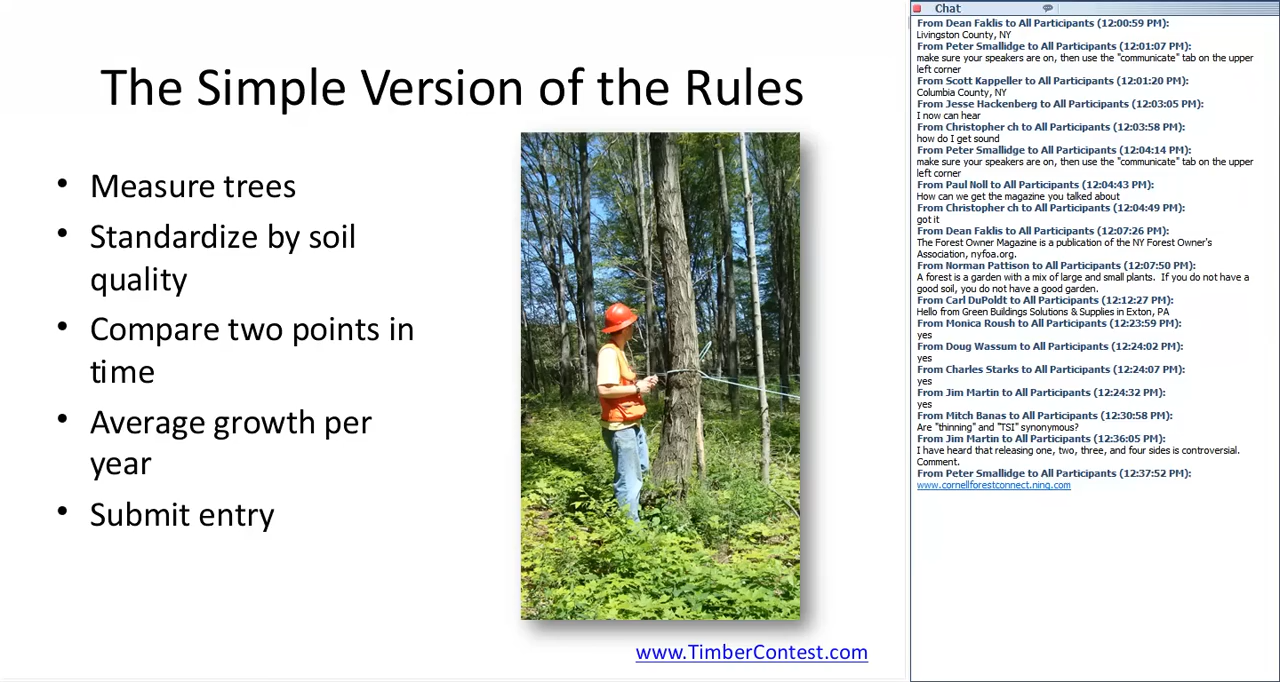 The Simple Version of the Rules
• Measure trees
• Standardize by soil
quality
• Compare two points in
time
• Average growth per
year
• Submit entry
www.TimberContest.com
Chat
From Dean Faklis to All Participants (12:00:59 PM):
Livingston County, NY
From Peter Smallidge to All Participants (12:01:07 PM):
make sure your speakers are on, then use the "communicate" tab on the upper
left corner
From Scott Kappeller to All Participants (12:01:20 PM):
Columbia County, NY
From Jesse Hackenberg to All Participants (12:03:05 PM):
I now can hear
From Christopher ch to All Participants (12:03:58 PM):
how do I get sound
From Peter Smallidge to All Participants (12:04:14 PM):
make sure your speakers are on, then use the "communicate" tab on the upper
left corner
From Paul Noll to All Participants (12:04:43 PM):
How can we get the magazine you talked about
From Christopher ch to All Participants (12:04:49 PM):
got it
From Dean Faklis to All Participants (12:07:26 PM):
The Forest Owner Magazine is a publication of the NY Forest Owner's
Association, nyfoa.org.
From Norman Pattison to All Participants (12:07:50 PM):
A forest is a garden with a mix of large and small plants.  If you do not have a
good soil, you do not have a good garden.
From Carl DuPoldt to All Participants (12:12:27 PM):
Hello from Green Buildings Solutions & Supplies in Exton, PA
From Monica Roush to All Participants (12:23:59 PM):
yes
From Doug Wassum to All Participants (12:24:02 PM):
yes
From Charles Starks to All Participants (12:24:07 PM):
yes
From Jim Martin to All Participants (12:24:32 PM):
yes
From Mitch Banas to All Participants (12:30:58 PM):
Are "thinning" and "TSI" synonymous?
From Jim Martin to All Participants (12:36:05 PM):
I have heard that releasing one, two, three, and four sides is controversial.
Comment.
From Peter Smallidge to All Participants (12:37:52 PM):
www.cornellforestconnect.ning.com